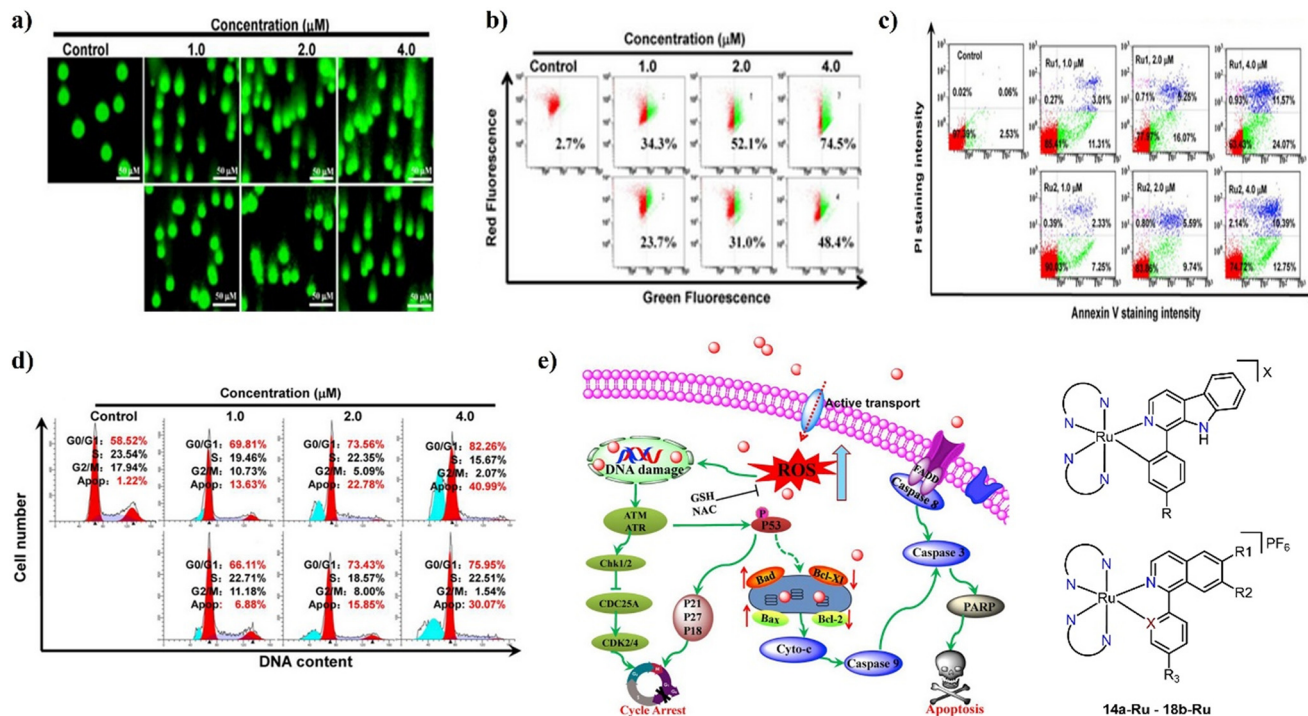 a)
Concentration (μM)
Control 1.0 2.0 4.0
50 μM 50 μM 50 μM 50 μM
50 μM 50 μM 50 μM
b)
Concentration (μM)
Control 1.0 2.0 4.0
Red Fluorescence
2.7% 34.3% 52.1% 74.5%
23.7% 31.0% 48.4%
Green Fluorescence
c)
PI staining intensity
Control
0.02% 0.06%
97.39% 2.53%
Ru1, 1.0 μM
0.27% 3.01%
85.41% 11.31%
Ru1, 2.0 μM
0.71%
16.07%
Ru1, 4.0 μM
0.93% 11.57%
63.43% 24.07%
Ru2, 1.0 μM
0.39% 2.33%
7.25%
Ru2, 2.0 μM
0.80% 5.59%
9.74%
Ru2, 4.0 μM
2.14% 10.39%
74.72% 12.75%
Annexin V staining intensity
d)
Concentration (μM)
Control 1.0 2.0 4.0
Cell number
G0/G1: 58.52%
S: 23.54%
G2/M: 17.94%
Apop: 1.22%
G0/G1: 69.81%
S: 19.46%
G2/M: 10.73%
Apop: 13.63%
G0/G1: 73.56%
S: 22.35%
G2/M: 5.09%
Apop: 22.78%
G0/G1: 82.26%
S: 15.67%
G2/M: 2.07%
Apop: 40.99%
G0/G1: 66.11%
S: 22.71%
G2/M: 11.18%
Apop: 6.88%
G0/G1: 73.43%
S: 18.57%
G2/M: 8.00%
Apop: 15.85%
G0/G1: 75.95%
S: 22.51%
G2/M: 1.54%
Apop: 30.07%
DNA content
e)
Active transport
DNA damage
ROS
GSH
NAC
FADD
Caspase 8
ATM
ATR
P
P53
Chk1/2
CDC25A
CDK2/4
P21
P27
P18
Bad
Bcl-Xl
Bax
Bcl-2
Cyto-c
Caspase 9
Caspase 3
PARP
Cycle Arrest
Apoptosis
X
N
N
N
Ru
N
H
R
PF6
N
N
N
Ru
R1
R2
X
R3
14a-Ru - 18b-Ru